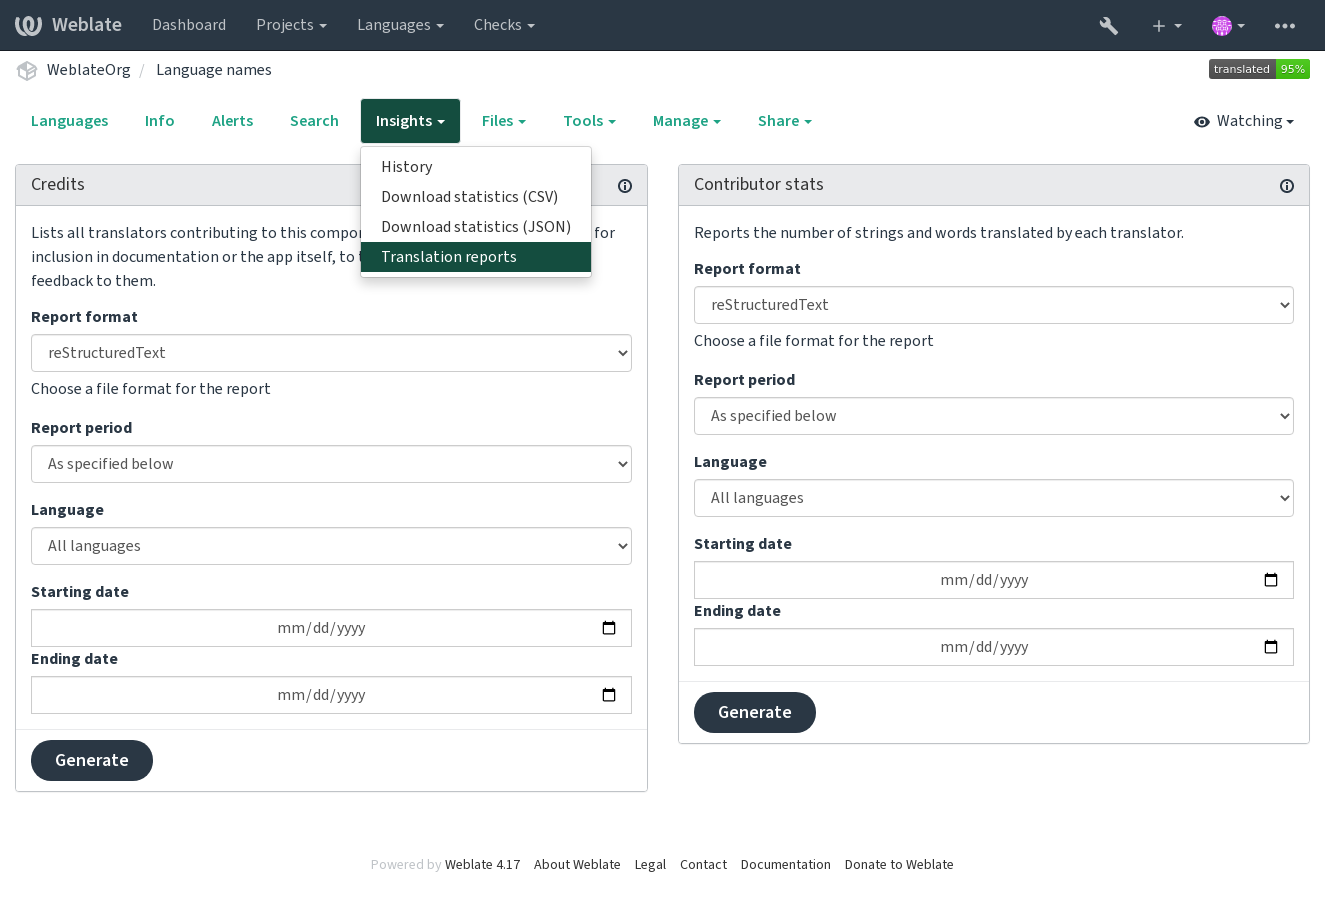 Weblate Dashboard Projects Languages Checks
WeblateOrg / Language names
translated 95%
Languages Info Alerts Search Insights Files Tools Manage Share Watching
History
Download statistics (CSV)
Download statistics (JSON)
Translation reports
Credits
Lists all translators contributing to this compo for
inclusion in documentation or the app itself, to
feedback to them.
Report format
reStructuredText
Choose a file format for the report
Report period
As specified below
Language
All languages
Starting date
mm/dd/yyyy
Ending date
mm/dd/yyyy
Generate
Contributor stats
Reports the number of strings and words translated by each translator.
Report format
reStructuredText
Choose a file format for the report
Report period
As specified below
Language
All languages
Starting date
mm/dd/yyyy
Ending date
mm/dd/yyyy
Generate
Powered by Weblate 4.17 About Weblate Legal Contact Documentation Donate to Weblate